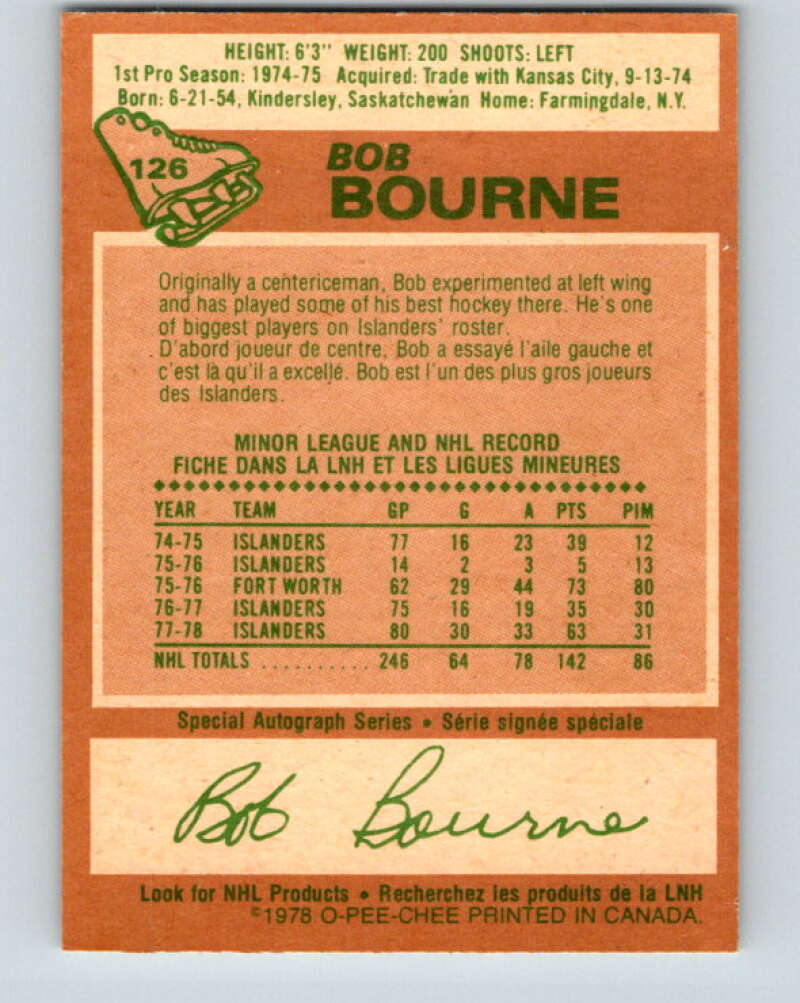 HEIGHT: 6'3" WEIGHT: 200 SHOOTS: LEFT
1st Pro Season: 1974-75 Acquired: Trade with Kansas City, 9-13-74
Born: 6-21-54, Kindersley, Saskatchewan Home: Farmingdale, N.Y.
126
BOB
BOURNE
Originally a centericeman, Bob experimented at left wing
and has played some of his best hockey there. He's one
of biggest players on Islanders' roster.
D'abord joueur de centre, Bob a essayé l'aile gauche et
c'est là qu'il a excellé. Bob est l'un des plus gros joueurs
des Islanders.
MINOR LEAGUE AND NHL RECORD
FICHE DANS LA LNH ET LES LIGUES MINEURES
YEAR TEAM GP G A PTS PIM
74-75 ISLANDERS 77 16 23 39 12
75-76 ISLANDERS 14 2 3 5 13
75-76 FORT WORTH 62 29 44 73 80
76-77 ISLANDERS 75 16 19 35 30
77-78 ISLANDERS 80 30 33 63 31
NHL TOTALS .......... 246 64 78 142 86
Special Autograph Series • Série signée spéciale
Bob Bourne
Look for NHL Products • Recherchez les produits de la LNH
©1978 O-PEE-CHEE PRINTED IN CANADA.